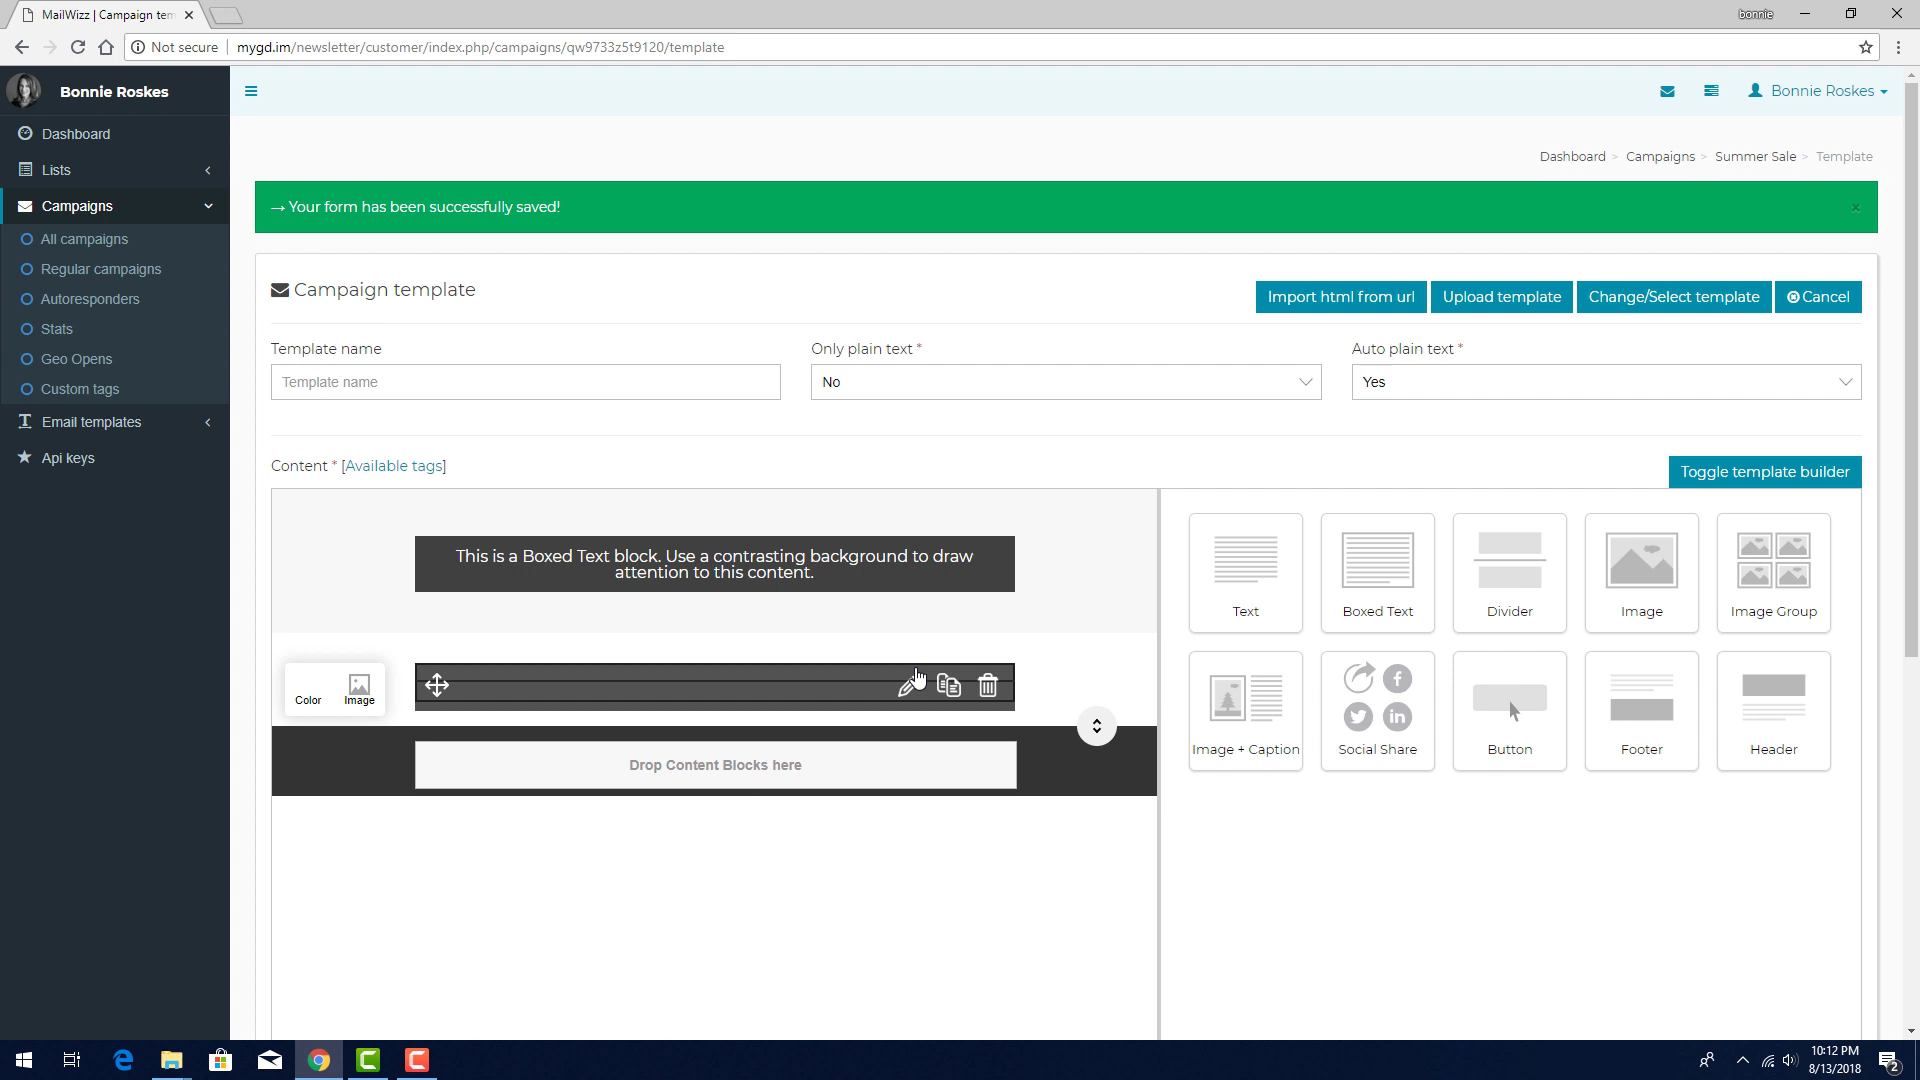 MailWizz | Campaign tem
bonnie
Not secure
mygd.im/newsletter/customer/index.php/campaigns/qw9733z5t9120/template
Bonnie Roskes
Bonnie Roskes
Dashboard
Lists
Campaigns
All campaigns
Regular campaigns
Autoresponders
Stats
Geo Opens
Custom tags
Email templates
Api keys
Dashboard > Campaigns > Summer Sale > Template
→ Your form has been successfully saved!
×
Campaign template
Import html from url
Upload template
Change/Select template
Cancel
Template name
Only plain text *
Auto plain text *
Template name
No
Yes
Content * [Available tags]
Toggle template builder
This is a Boxed Text block. Use a contrasting background to draw
attention to this content.
Color
Image
Drop Content Blocks here
Text
Boxed Text
Divider
Image
Image Group
Image + Caption
Social Share
Button
Footer
Header
10:12 PM
8/13/2018
2